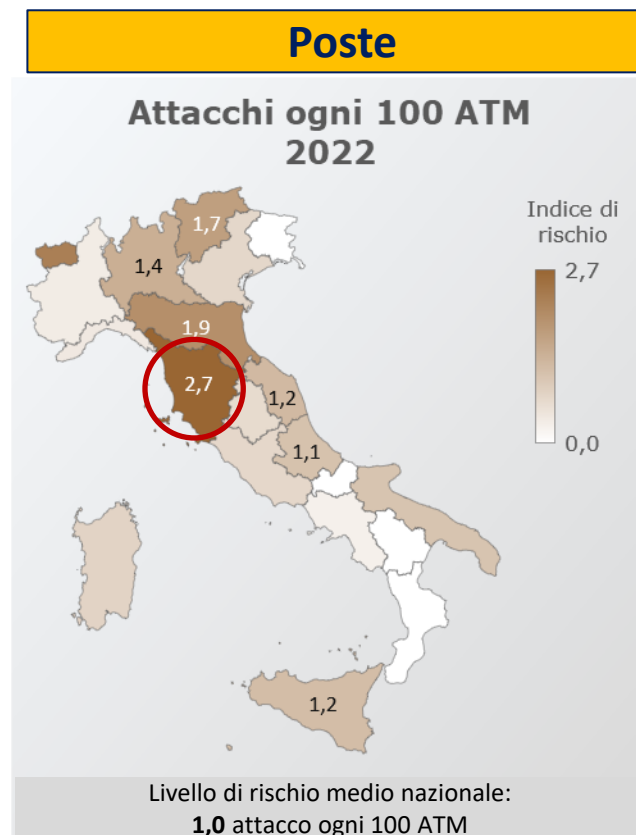 Poste
Attacchi ogni 100 ATM
2022
Indice di
rischio
2,7
0,0
1,7
1,4
1,9
2,7
1,2
1,1
1,2
Livello di rischio medio nazionale:
1,0 attacco ogni 100 ATM